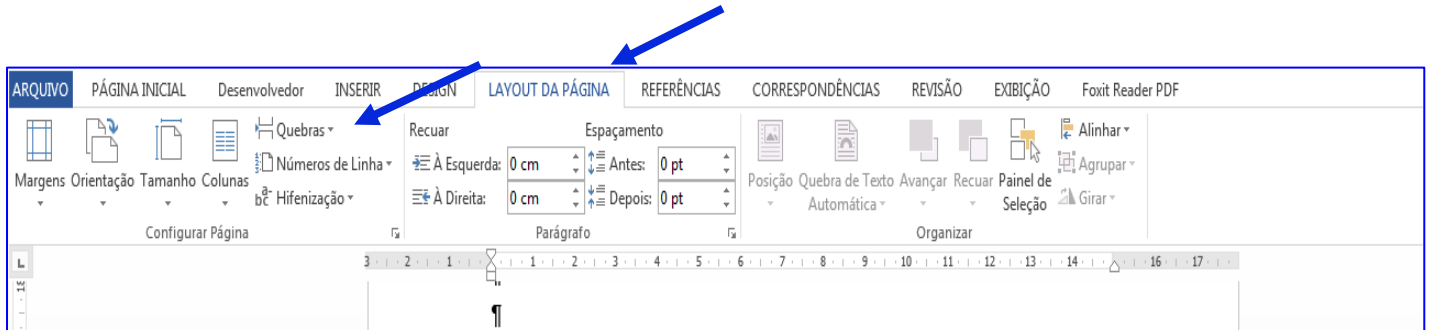 ARQUIVO PÁGINA INICIAL Desenvolvedor INSERIR DESIGN LAYOUT DA PÁGINA REFERÊNCIAS CORRESPONDÊNCIAS REVISÃO EXIBIÇÃO Foxit Reader PDF
Margens Orientação Tamanho Colunas
Quebras
Números de Linha
Hifenização
Configurar Página
Recuar Espaçamento
À Esquerda: 0 cm Antes: 0 pt
À Direita: 0 cm Depois: 0 pt
Parágrafo
Posição Quebra de Texto Automática Avançar Recuar Painel de Seleção
Alinhar
Agrupar
Girar
Organizar
L 3 2 1 1 2 3 4 5 6 7 8 9 10 11 12 13 14 16 17
18
¶